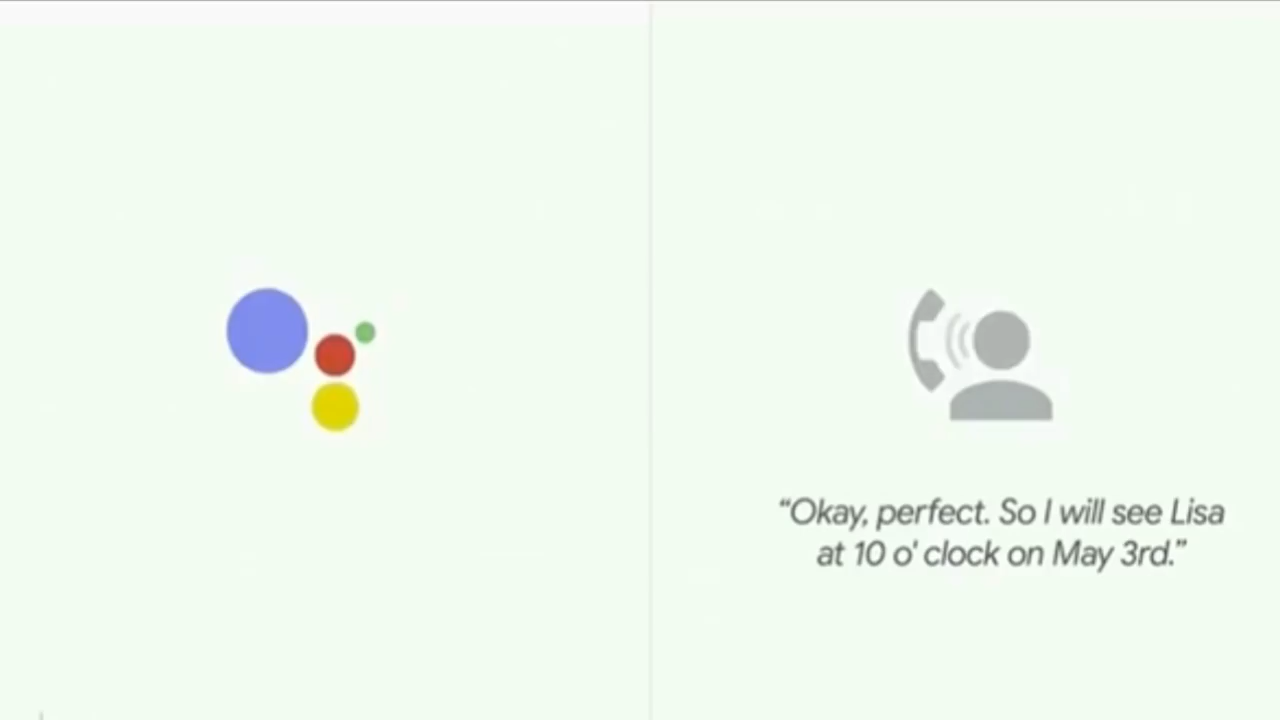 “Okay, perfect. So I will see Lisa
at 10 o' clock on May 3rd.”